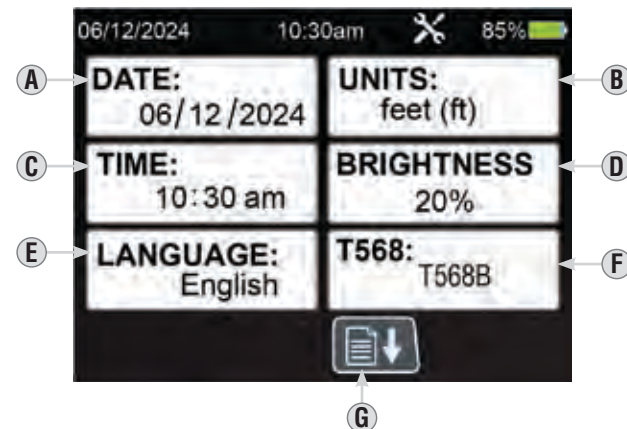 06/12/2024 10:30am 85%
A DATE: UNITS: B
06/12/2024 feet (ft)
C TIME: BRIGHTNESS D
10:30 am 20%
E LANGUAGE: T568: F
English T568B
G